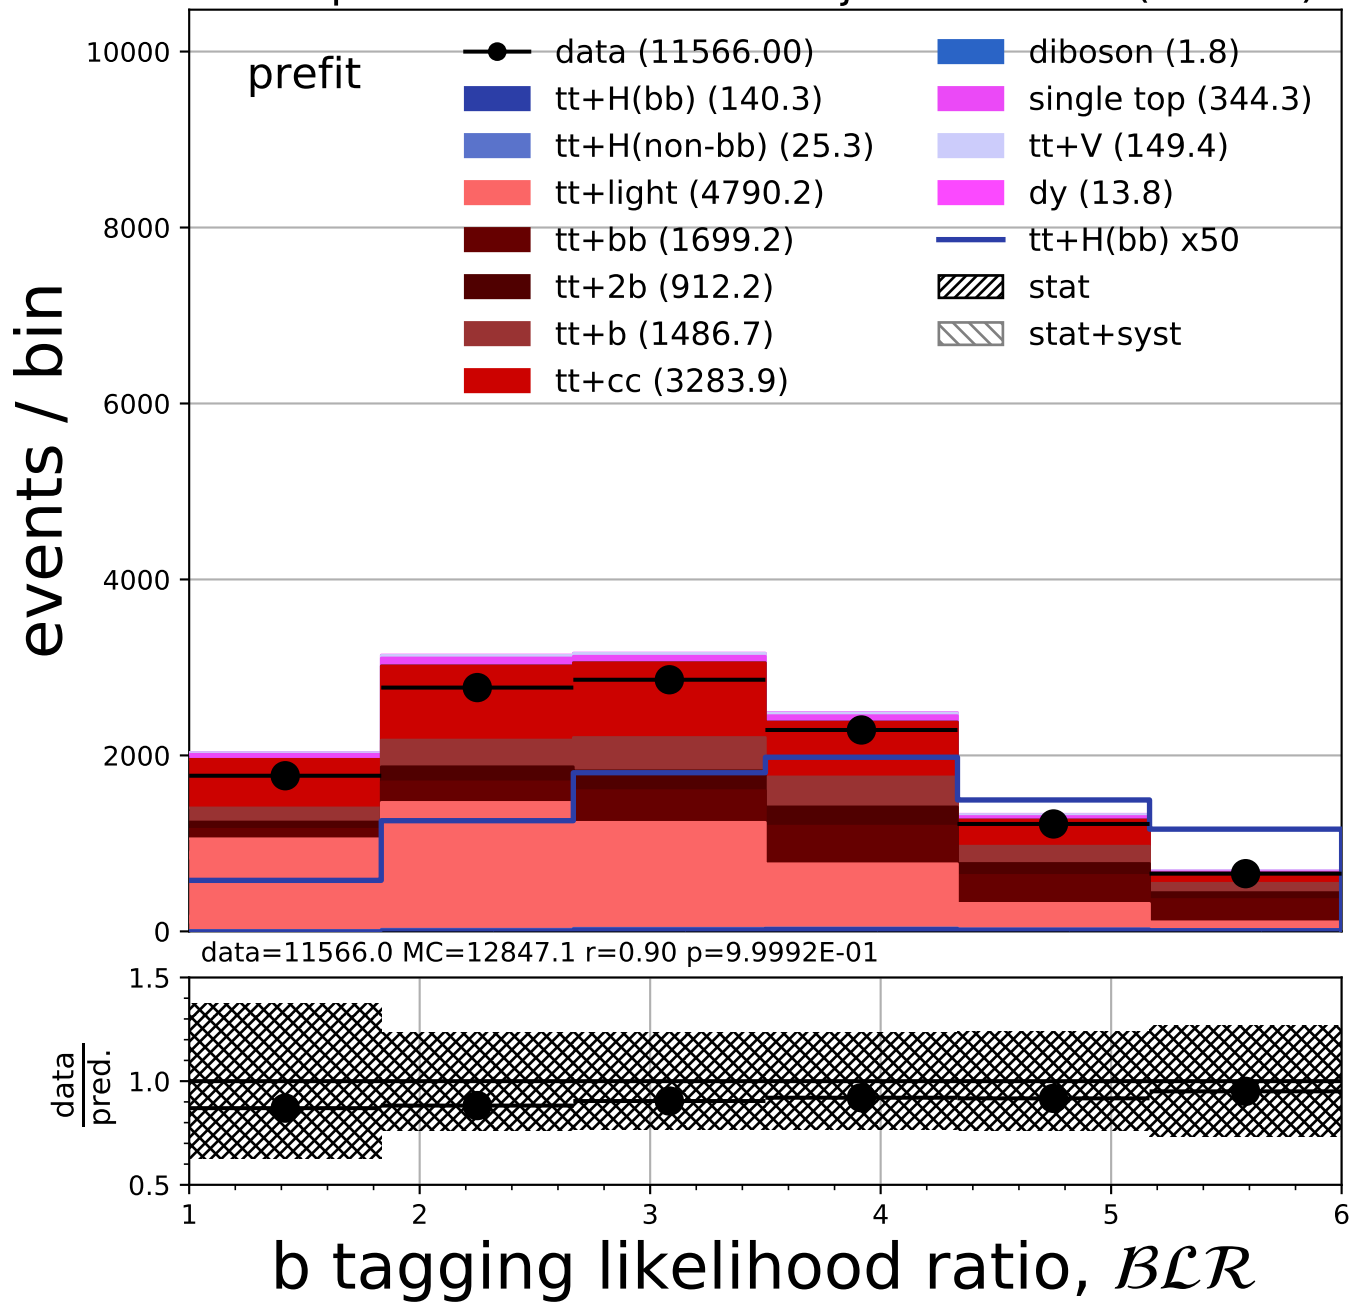 prefit
data (11566.00)
tt+H(bb) (140.3)
tt+H(non-bb) (25.3)
tt+light (4790.2)
tt+bb (1699.2)
tt+2b (912.2)
tt+b (1486.7)
tt+cc (3283.9)
diboson (1.8)
single top (344.3)
tt+V (149.4)
dy (13.8)
tt+H(bb) x50
stat
stat+syst
events / bin
10000
8000
6000
4000
2000
0
data=11566.0 MC=12847.1 r=0.90 p=9.9992E-01
data
pred.
1.5
1.0
0.5
1 2 3 4 5 6
b tagging likelihood ratio, ℬℒℛ